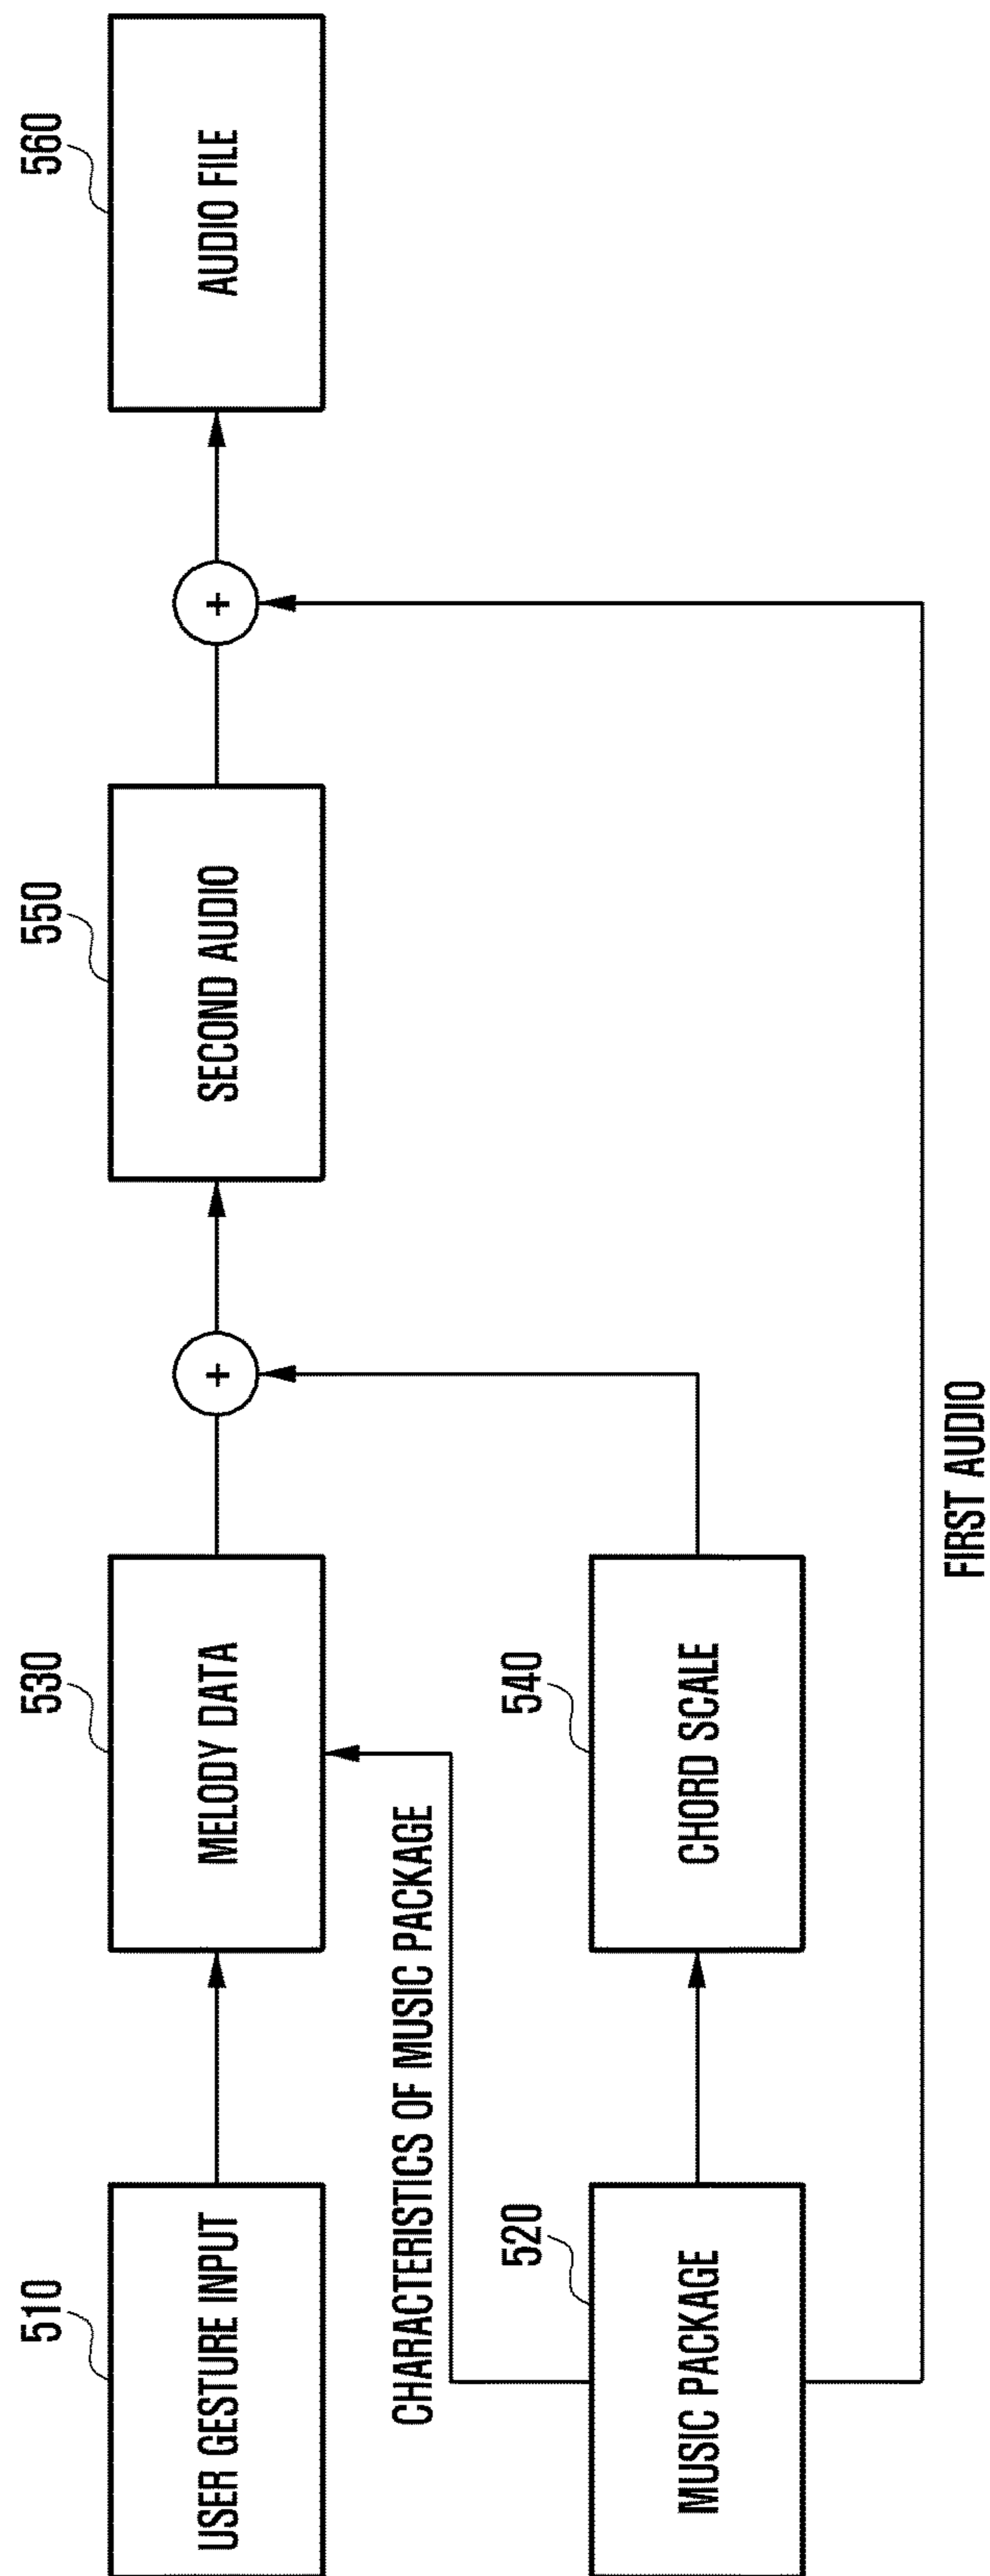 510
USER GESTURE INPUT
530
MELODY DATA
550
SECOND AUDIO
560
AUDIO FILE
CHARACTERISTICS OF MUSIC PACKAGE
+
+
520
MUSIC PACKAGE
540
CHORD SCALE
FIRST AUDIO